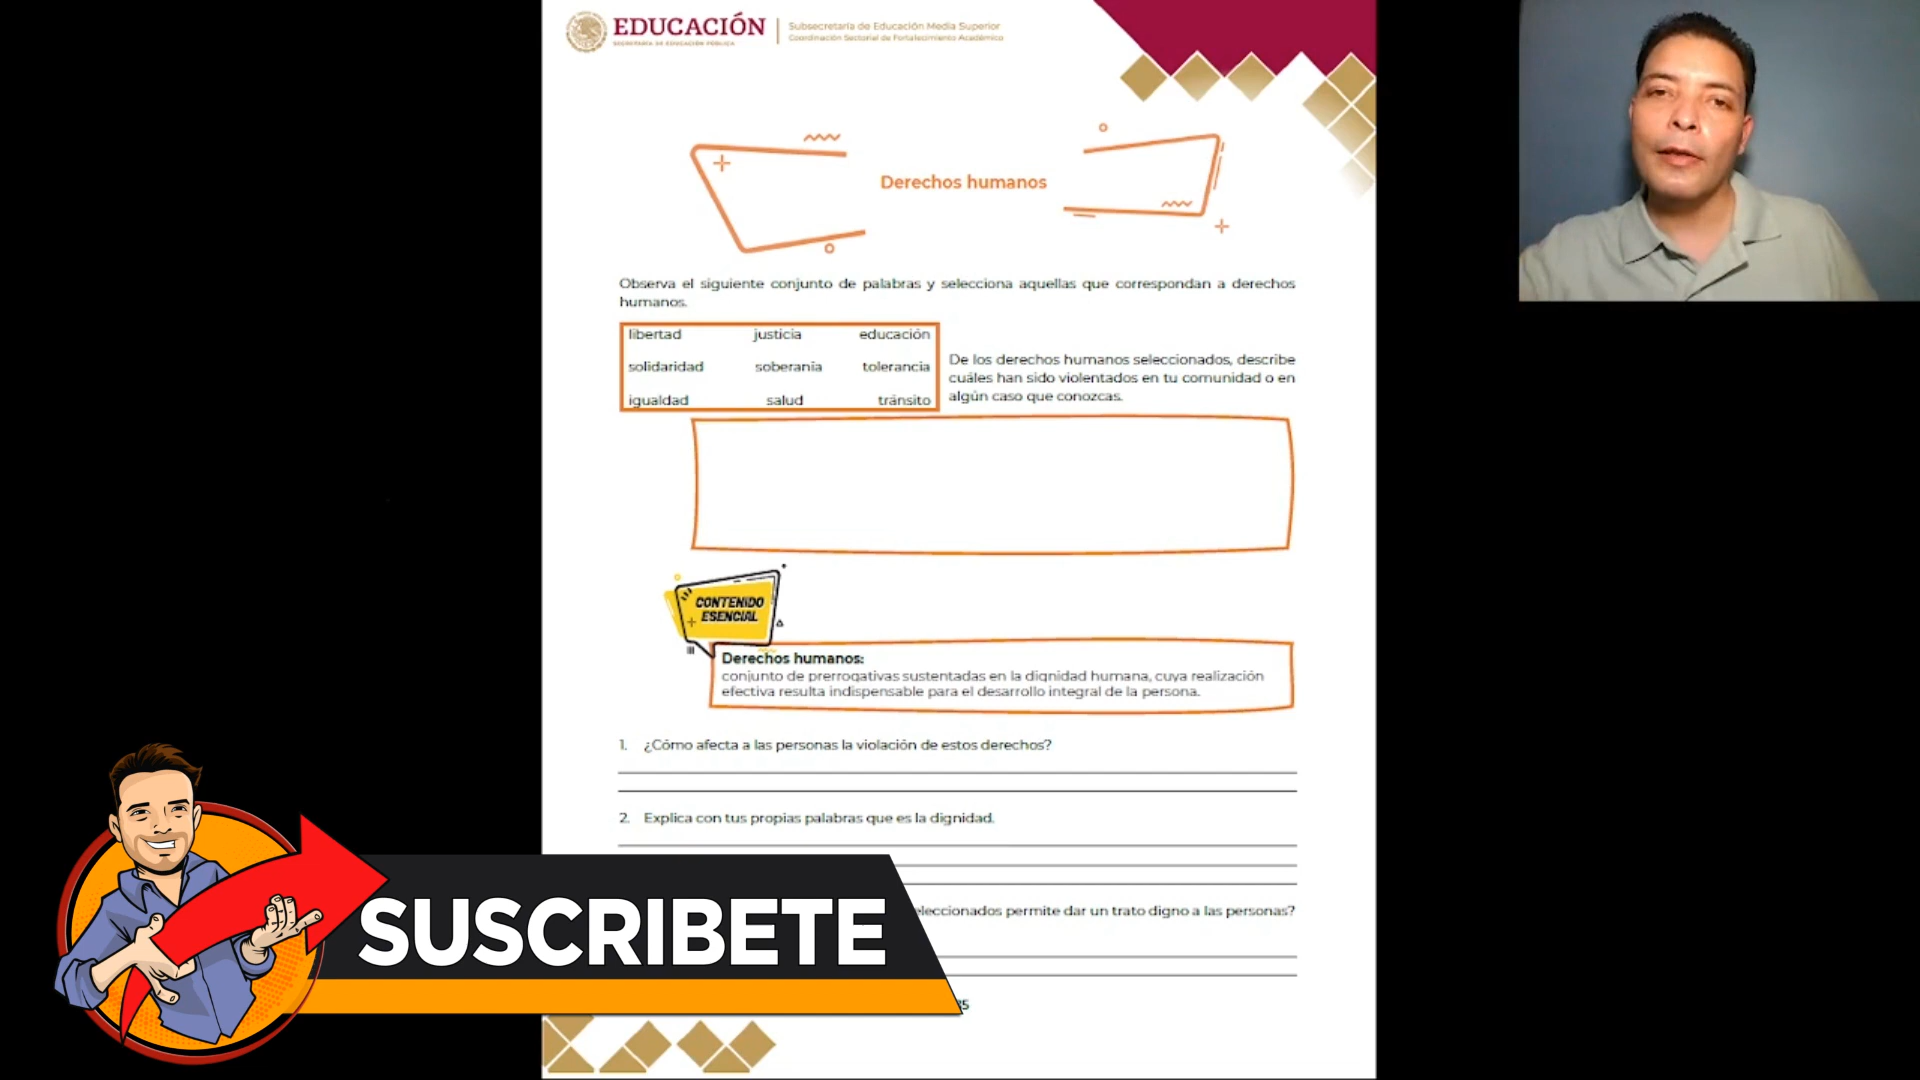 EDUCACIÓN
SECRETARÍA DE EDUCACIÓN PÚBLICA
Subsecretaría de Educación Media Superior
Coordinación Sectorial de Fortalecimiento Académico
Derechos humanos
Observa el siguiente conjunto de palabras y selecciona aquellas que correspondan a derechos
humanos.
libertad justicia educación
solidaridad soberanía tolerancia
igualdad salud tránsito
De los derechos humanos seleccionados, describe
cuáles han sido violentados en tu comunidad o en
algún caso que conozcas.
CONTENIDO
ESENCIAL
Derechos humanos:
conjunto de prerrogativas sustentadas en la dignidad humana, cuya realización
efectiva resulta indispensable para el desarrollo integral de la persona.
1. ¿Cómo afecta a las personas la violación de estos derechos?
2. Explica con tus propias palabras que es la dignidad.
eleccionados permite dar un trato digno a las personas?
SUSCRIBETE